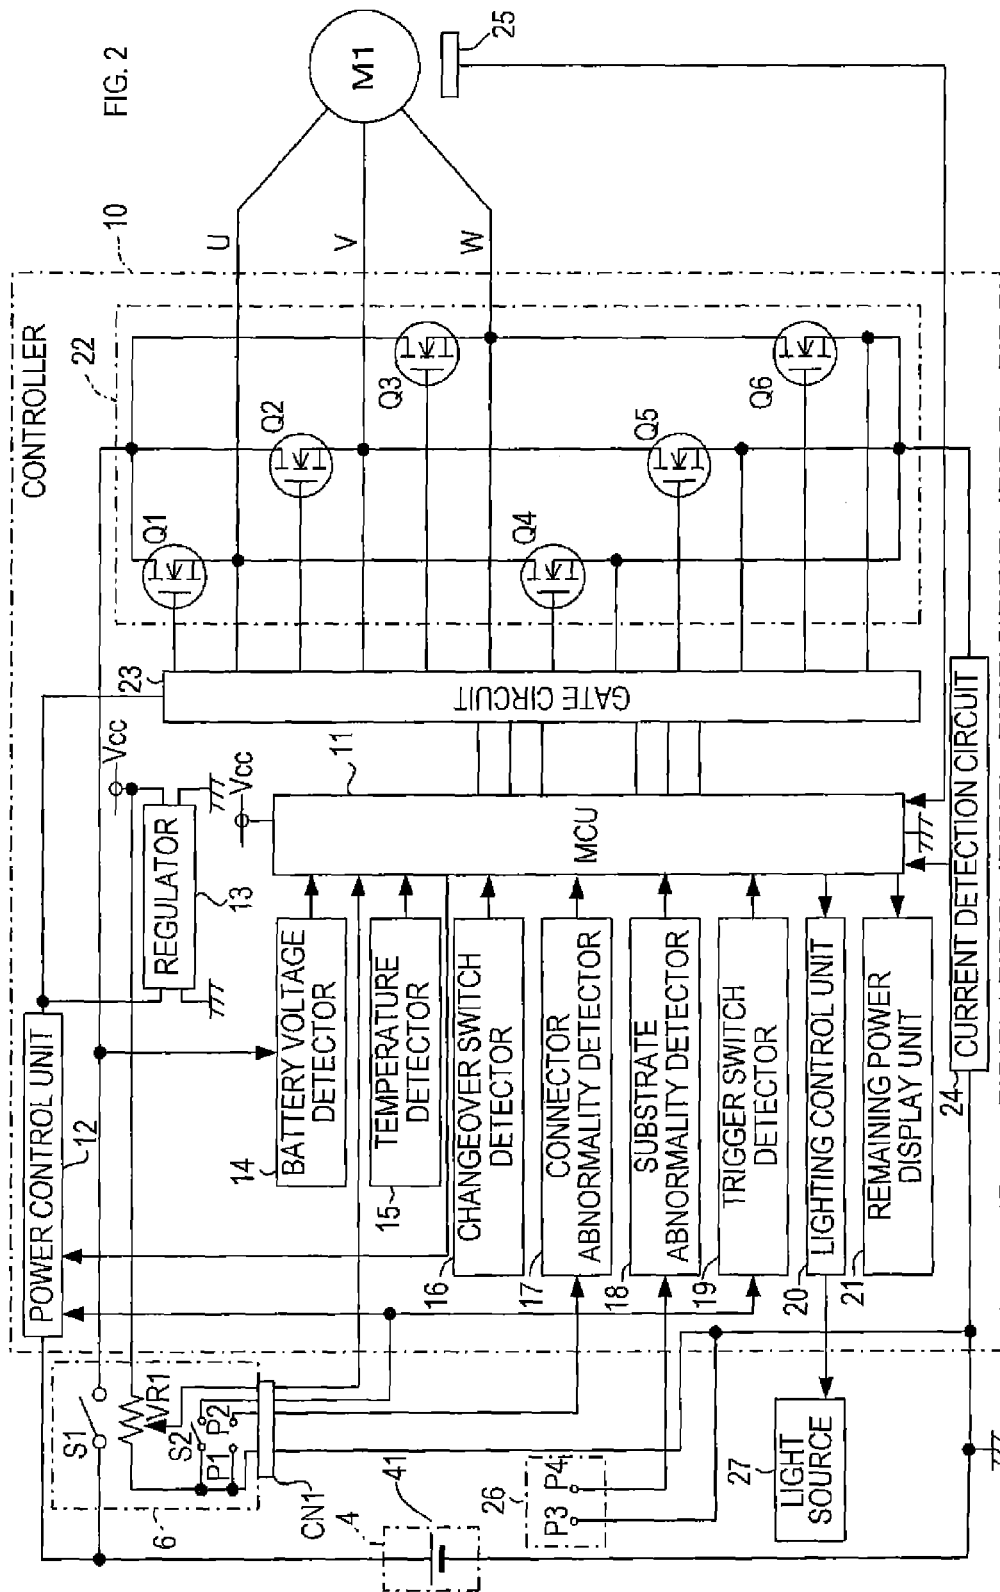 FIG. 2
M1
25
10
CONTROLLER
22
U
V
W
Q1
Q2
Q3
Q4
Q5
Q6
23
GATE CIRCUIT
Vcc
Vcc
11
MCU
REGULATOR
13
POWER CONTROL UNIT
12
BATTERY VOLTAGE
DETECTOR
14
TEMPERATURE
DETECTOR
15
CHANGEOVER SWITCH
DETECTOR
16
CONNECTOR
ABNORMALITY DETECTOR
17
SUBSTRATE
ABNORMALITY DETECTOR
18
TRIGGER SWITCH
DETECTOR
19
LIGHTING CONTROL UNIT
20
REMAINING POWER
DISPLAY UNIT
21
CURRENT DETECTION CIRCUIT
24
S1
VR1
S2
P1
P2
6
CN1
4
41
26
P3
P4
27
LIGHT
SOURCE